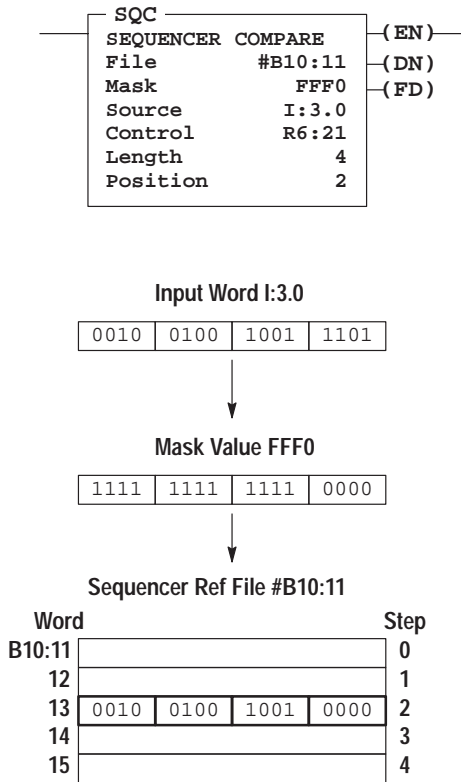 SQC
SEQUENCER COMPARE
(EN)
File #B10:11
(DN)
Mask FFF0
(FD)
Source I:3.0
Control R6:21
Length 4
Position 2
Input Word I:3.0
0010 0100 1001 1101
Mask Value FFF0
1111 1111 1111 0000
Sequencer Ref File #B10:11
Word Step
B10:11 0
12 1
13 0010 0100 1001 0000 2
14 3
15 4